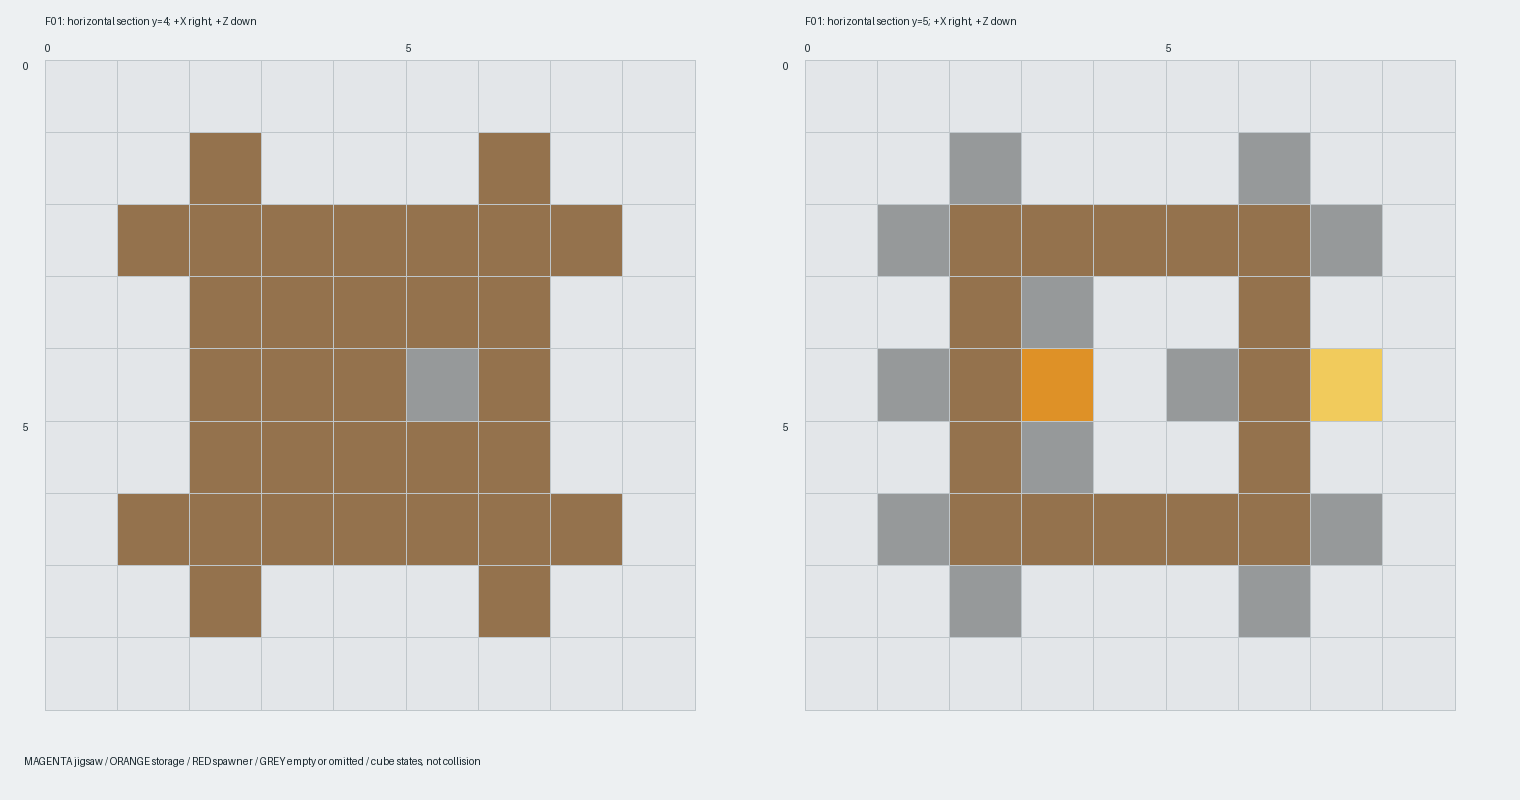 F01: horizontal section y=4; +X right, +Z down
F01: horizontal section y=5; +X right, +Z down
0 5
0 5
0
0
5
5
MAGENTA jigsaw / ORANGE storage / RED spawner / GREY empty or omitted / cube states, not collision